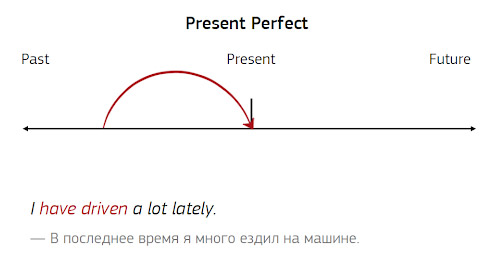 Present Perfect
Past Present Future
I have driven a lot lately.
— В последнее время я много ездил на машине.